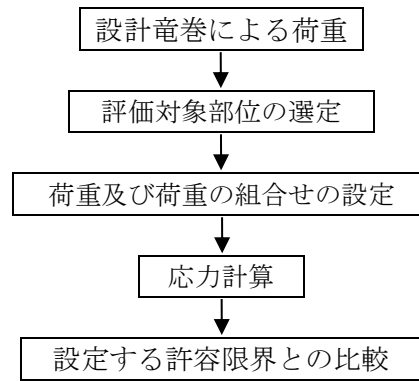 設計竜巻による荷重
評価対象部位の選定
荷重及び荷重の組合せの設定
応力計算
設定する許容限界との比較